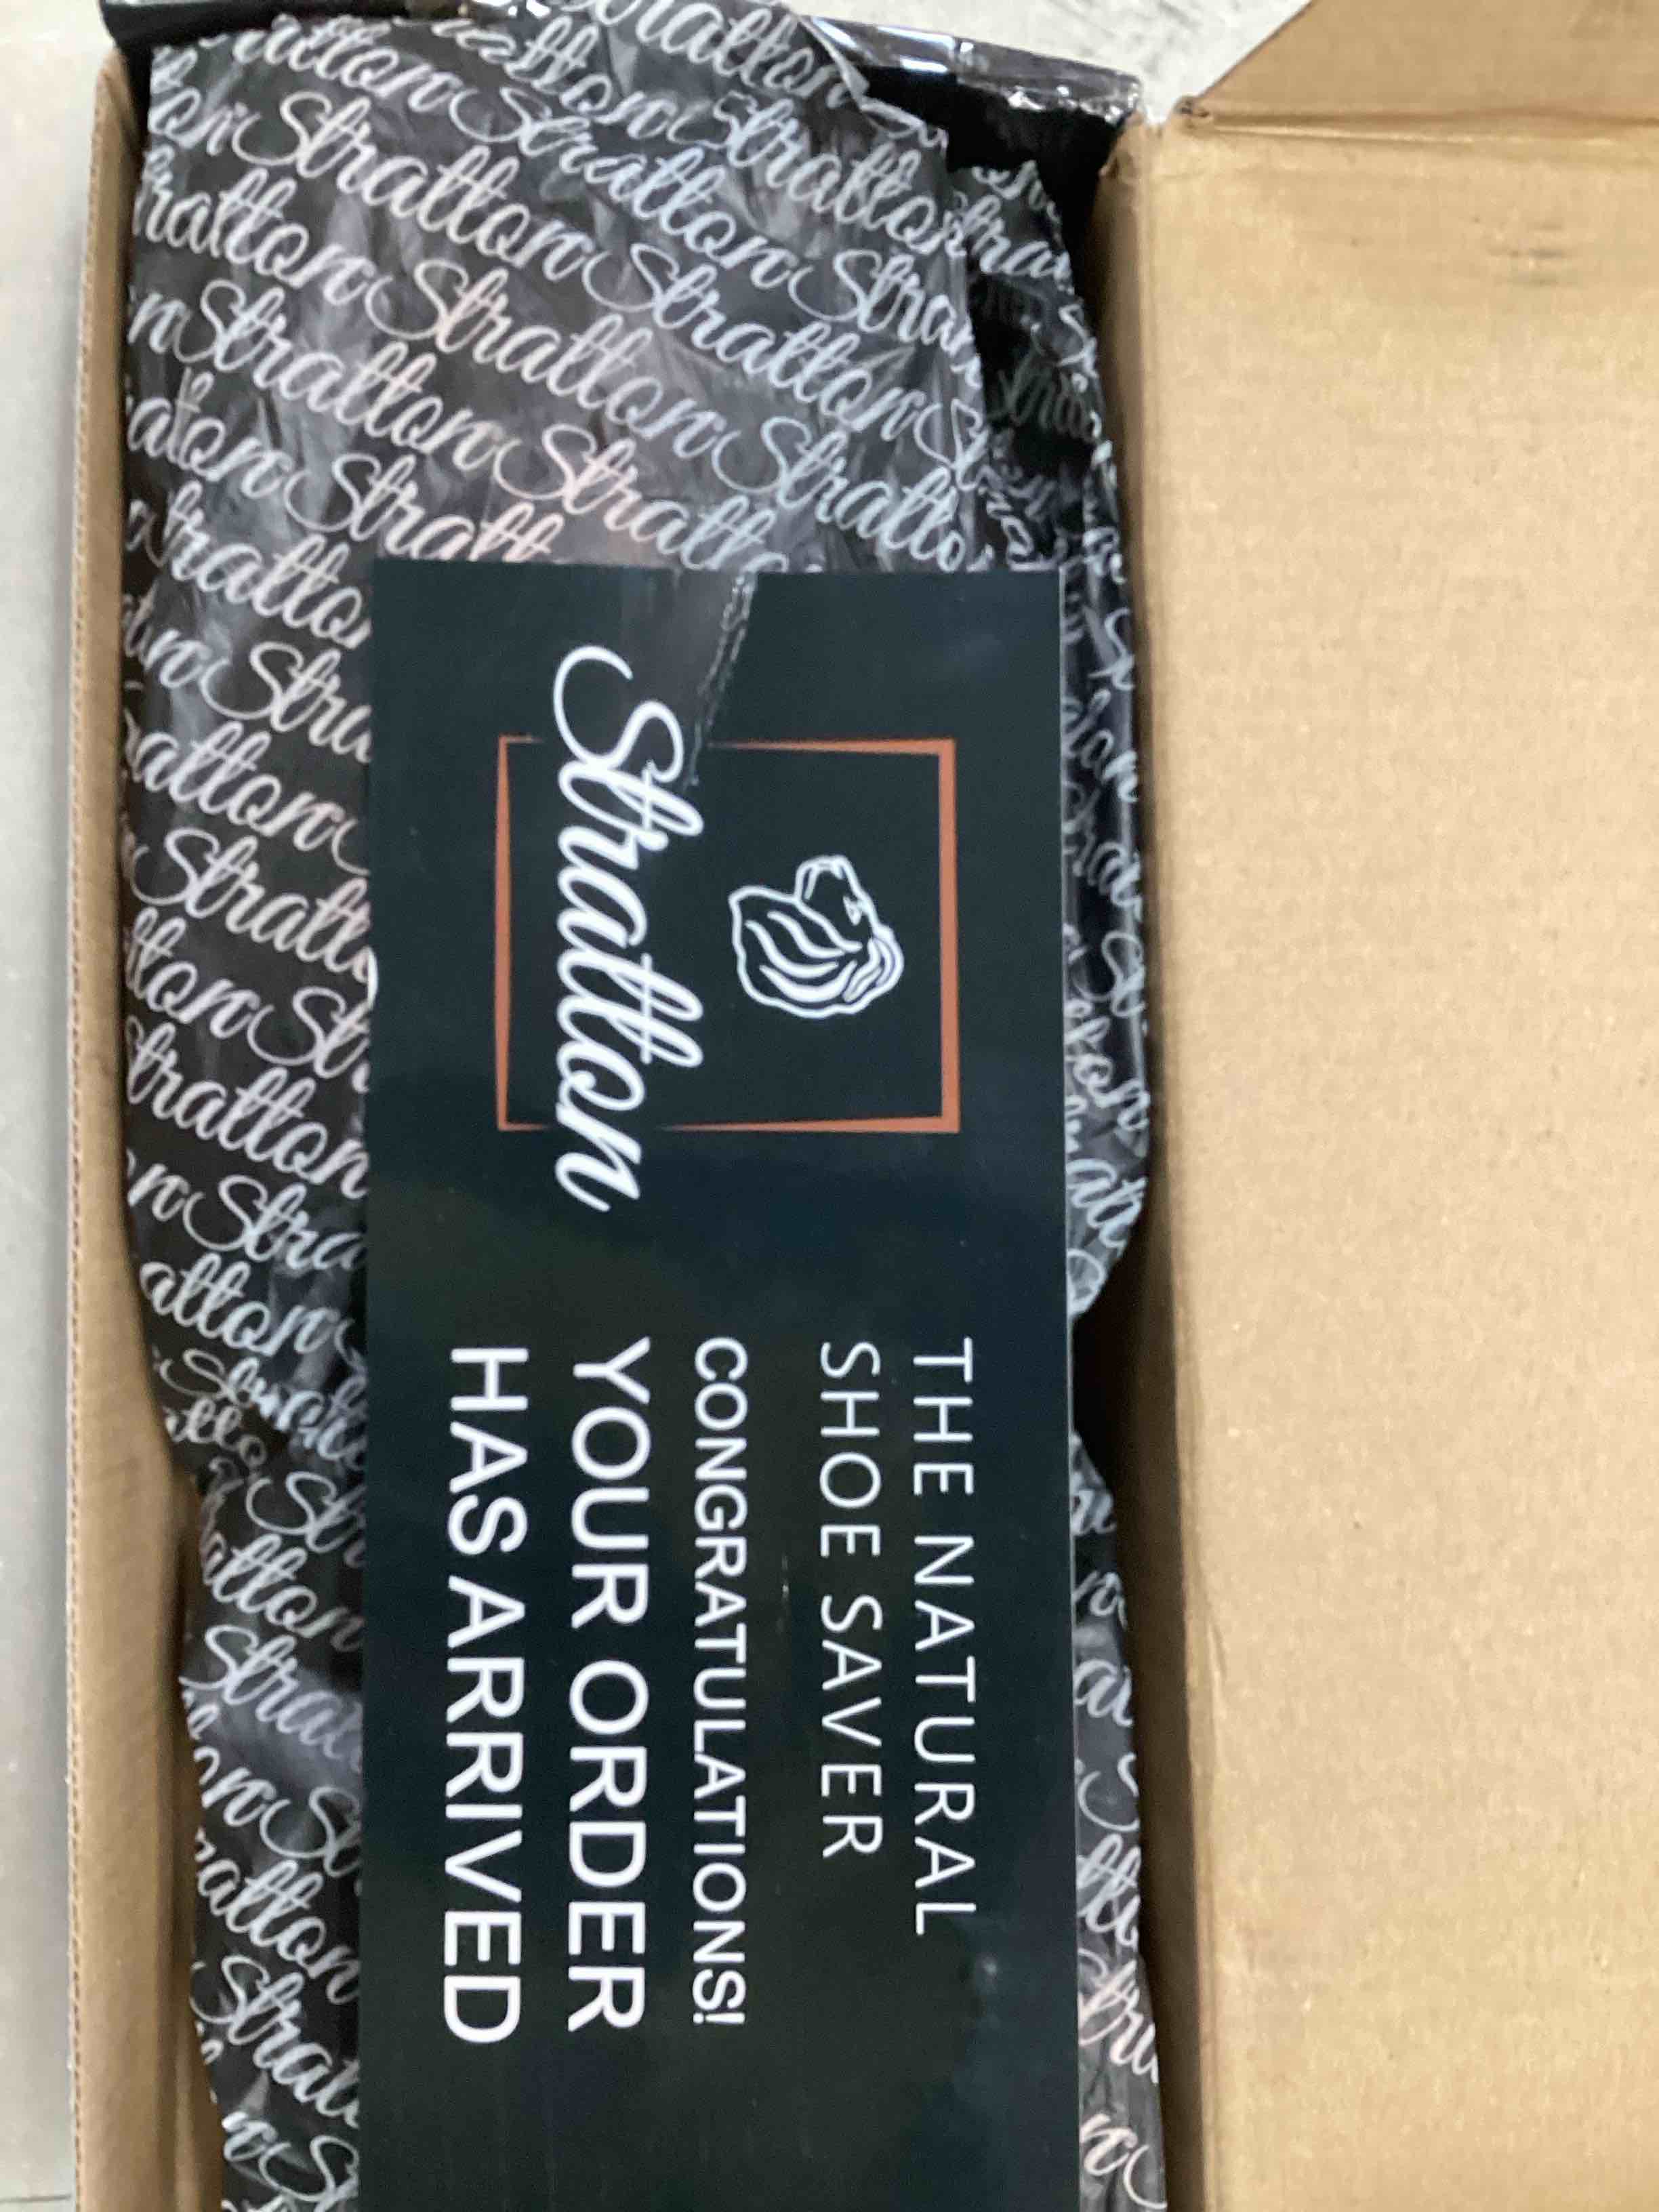 Stratton
THE NATURAL
SHOE SAVER
CONGRATULATIONS!
YOUR ORDER
HAS ARRIVED